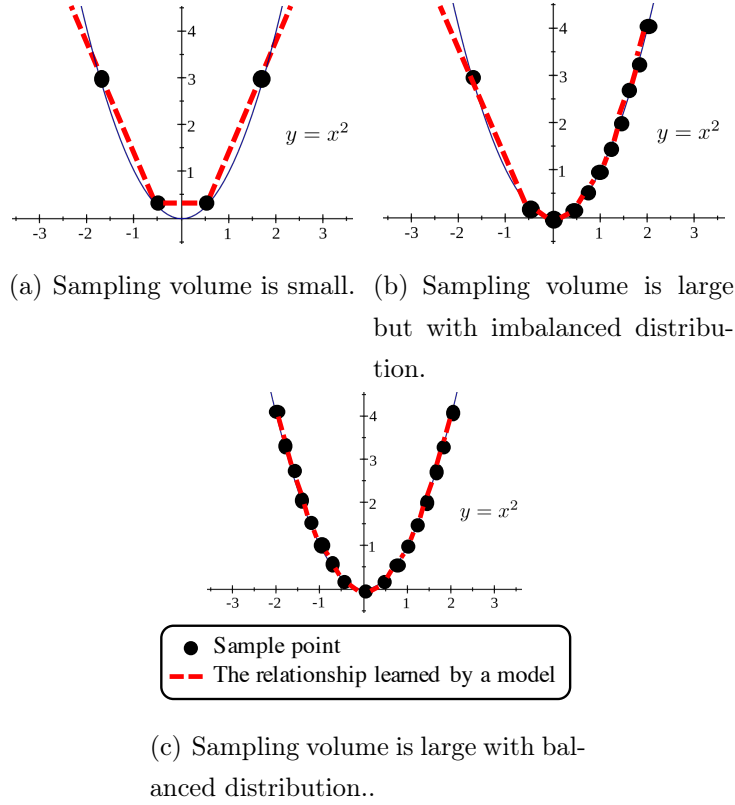 4
3
2
1
y = x²
-3 -2 -1 1 2 3
(a) Sampling volume is small.
4
3
2
1
y = x²
-3 -2 -1 1 2 3
(b) Sampling volume is large
but with imbalanced distribu-
tion.
4
3
2
1
y = x²
-3 -2 -1 1 2 3
Sample point
The relationship learned by a model
(c) Sampling volume is large with bal-
anced distribution..